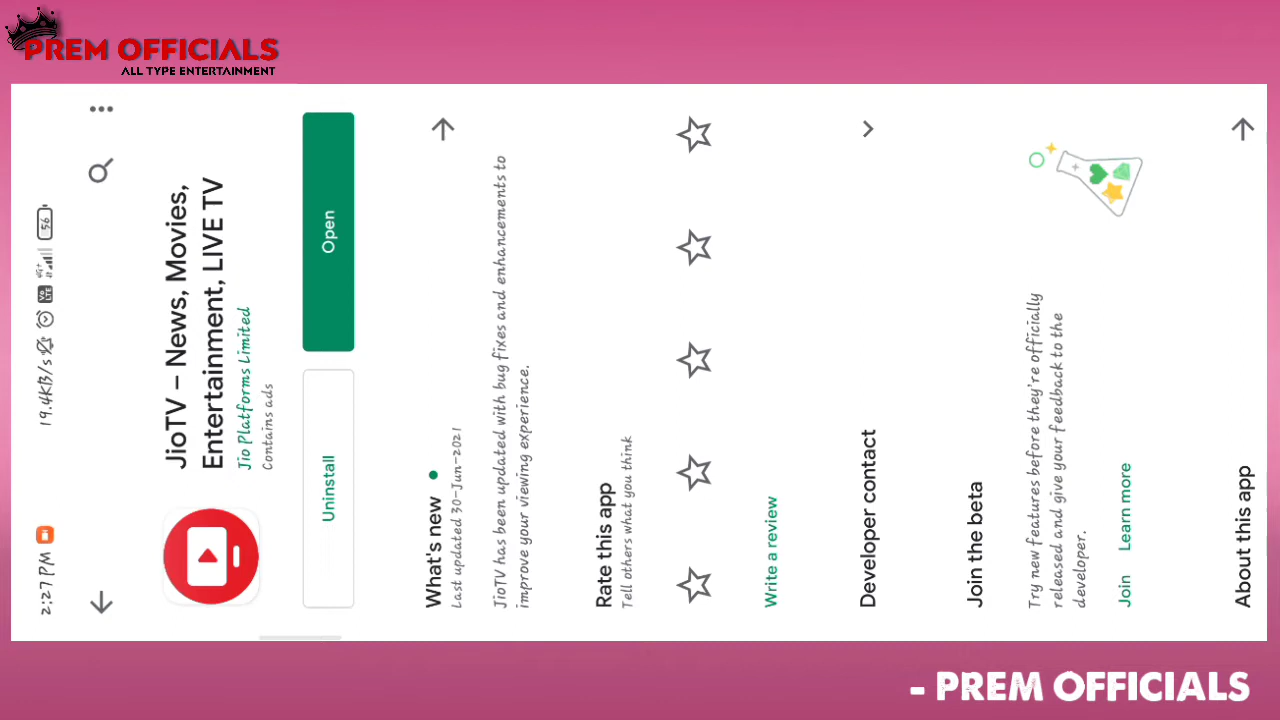 PREM OFFICIALS
ALL TYPE ENTERTAINMENT
2:27 PM
19.4KB/s
VO LTE
4G+
56
JioTV – News, Movies,
Entertainment, LIVE TV
Jio Platforms Limited
Contains ads
Uninstall
Open
What's new
Last updated 30-Jun-2021
JioTV has been updated with bug fixes and enhancements to
improve your viewing experience.
Rate this app
Tell others what you think
Write a review
Developer contact
Join the beta
Try new features before they're officially
released and give your feedback to the
developer.
Join Learn more
About this app
- PREM OFFICIALS